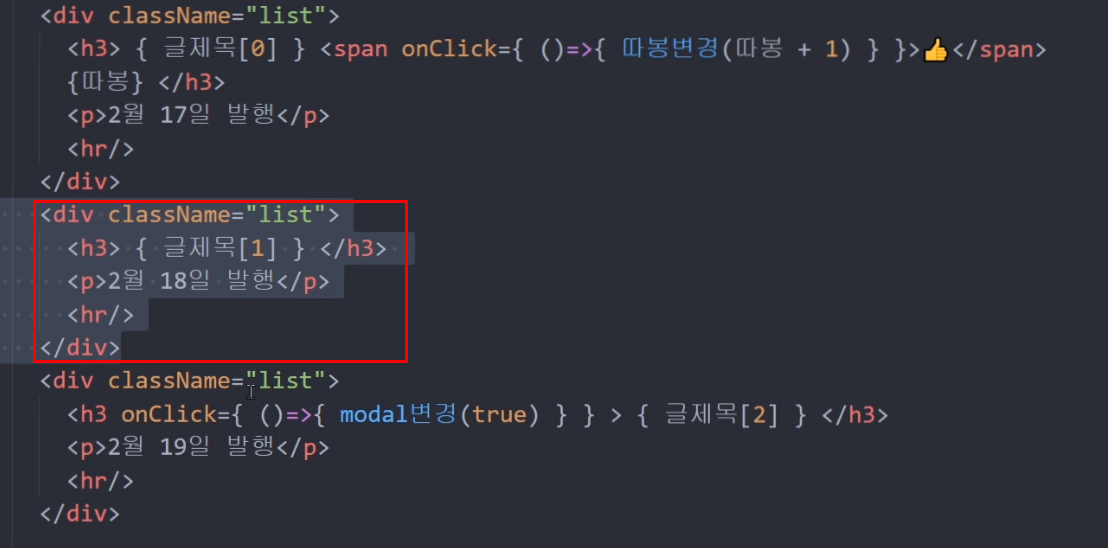 <div className="list">
<h3> { 글제목[0] } <span onClick={ ()=>{ 따봉변경(따봉 + 1) } }>👍</span>
{따봉} </h3>
<p>2월 17일 발행</p>
<hr/>
</div>
<div className="list">
<h3> { 글제목[1] } </h3>
<p>2월 18일 발행</p>
<hr/>
</div>
<div className="list">
<h3 onClick={ ()=>{ modal변경(true) } } > { 글제목[2] } </h3>
<p>2월 19일 발행</p>
<hr/>
</div>